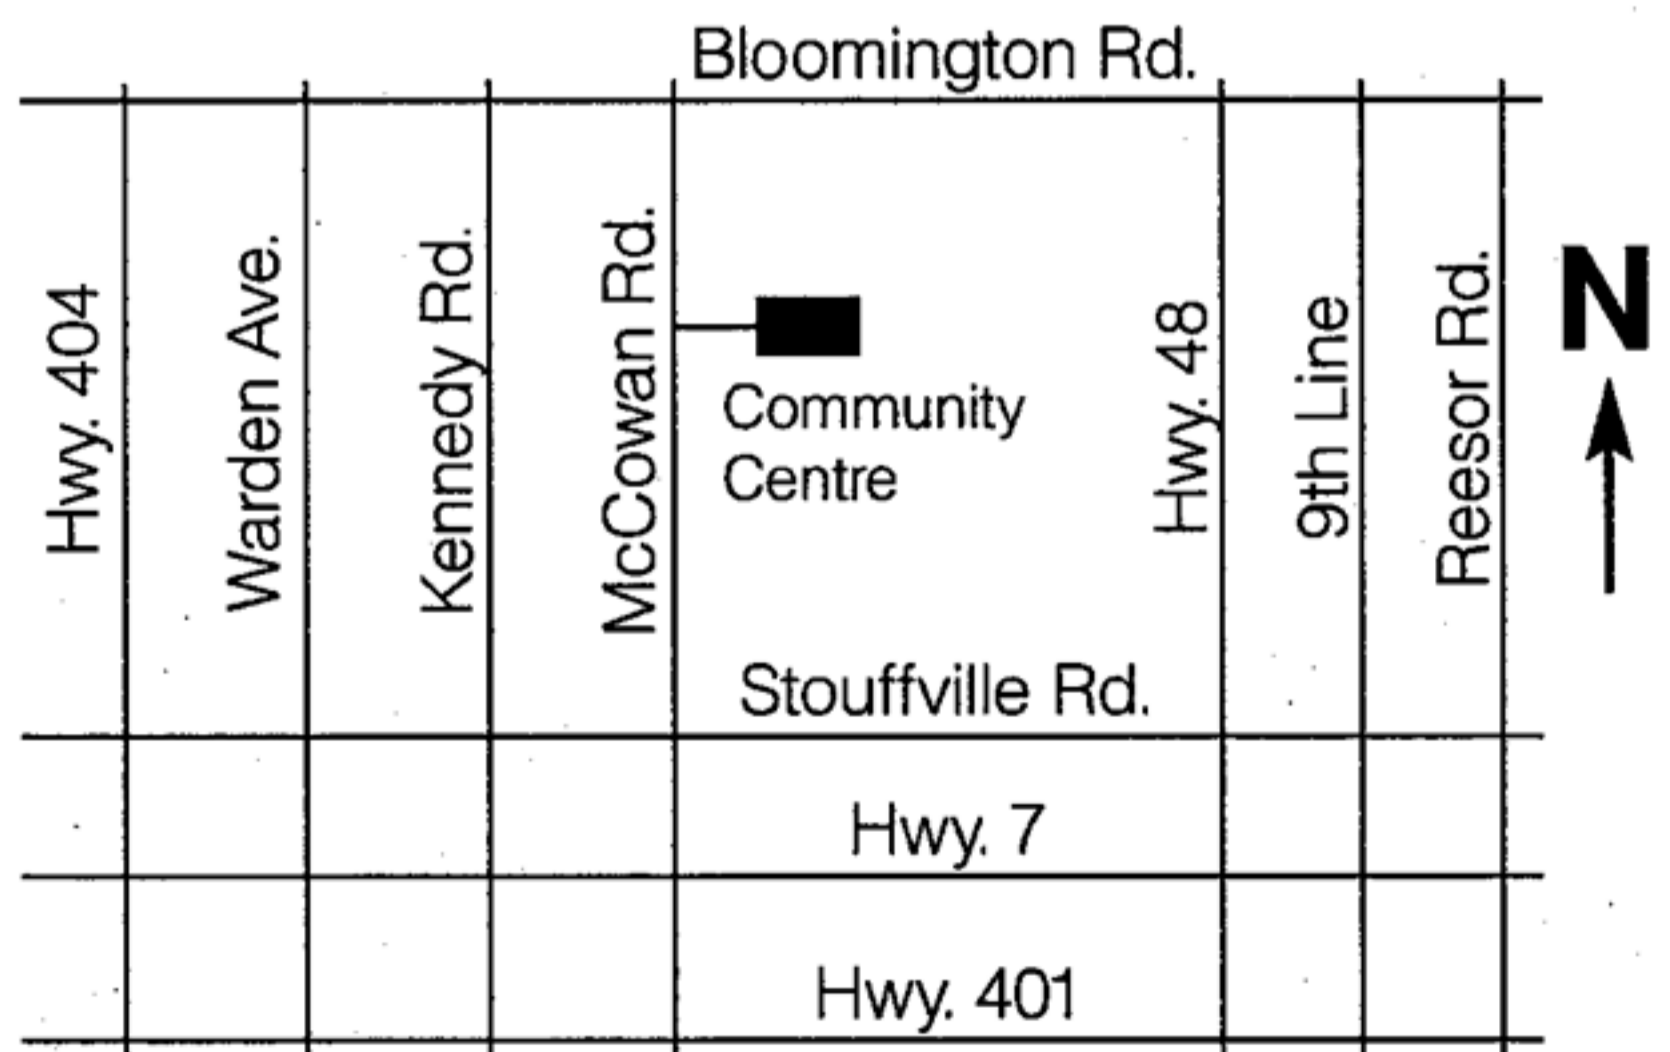 Bloomington Rd.
Hwy. 404
Warden Ave.
Kennedy Rd.
McCowan Rd.
Community
Centre
Hwy. 48
9th Line
Reesor Rd.
N
Stouffville Rd.
Hwy. 7
Hwy. 401